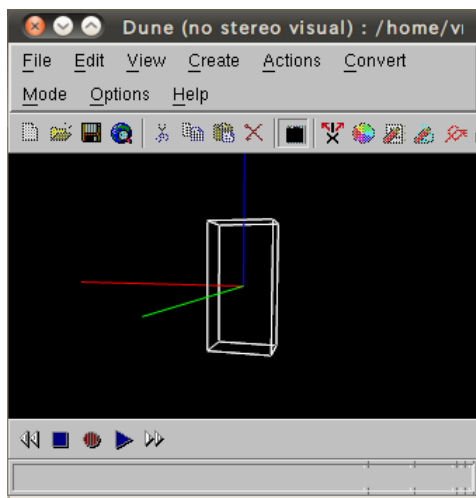 Dune (no stereo visual) : /home/vi
File Edit View Create Actions Convert
Mode Options Help